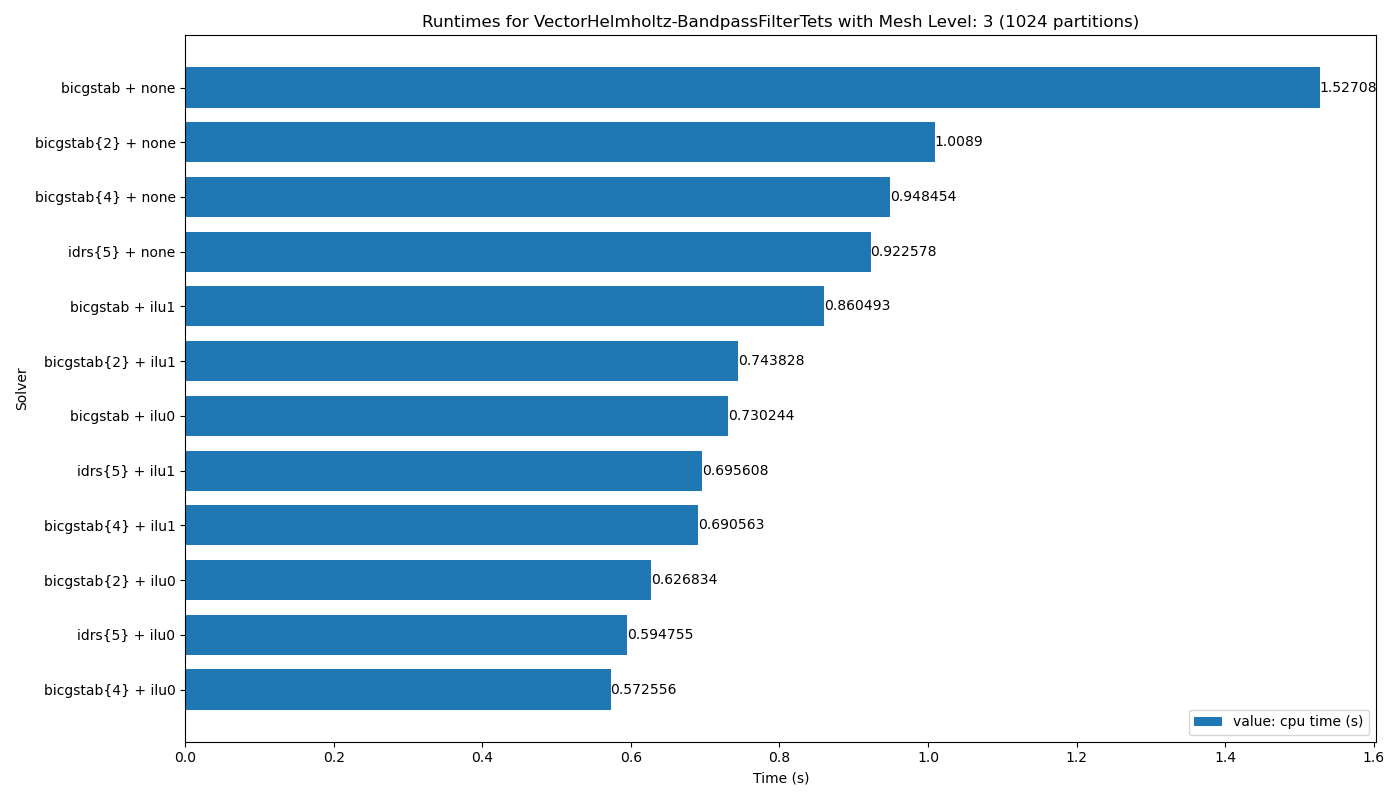 Runtimes for VectorHelmholtz-BandpassFilterTets with Mesh Level: 3 (1024 partitions)
bicgstab + none 1.52708
bicgstab{2} + none 1.0089
bicgstab{4} + none 0.948454
idrs{5} + none 0.922578
bicgstab + ilu1 0.860493
bicgstab{2} + ilu1 0.743828
bicgstab + ilu0 0.730244
idrs{5} + ilu1 0.695608
bicgstab{4} + ilu1 0.690563
bicgstab{2} + ilu0 0.626834
idrs{5} + ilu0 0.594755
bicgstab{4} + ilu0 0.572556
Solver
value: cpu time (s)
0.0 0.2 0.4 0.6 0.8 1.0 1.2 1.4 1.6
Time (s)